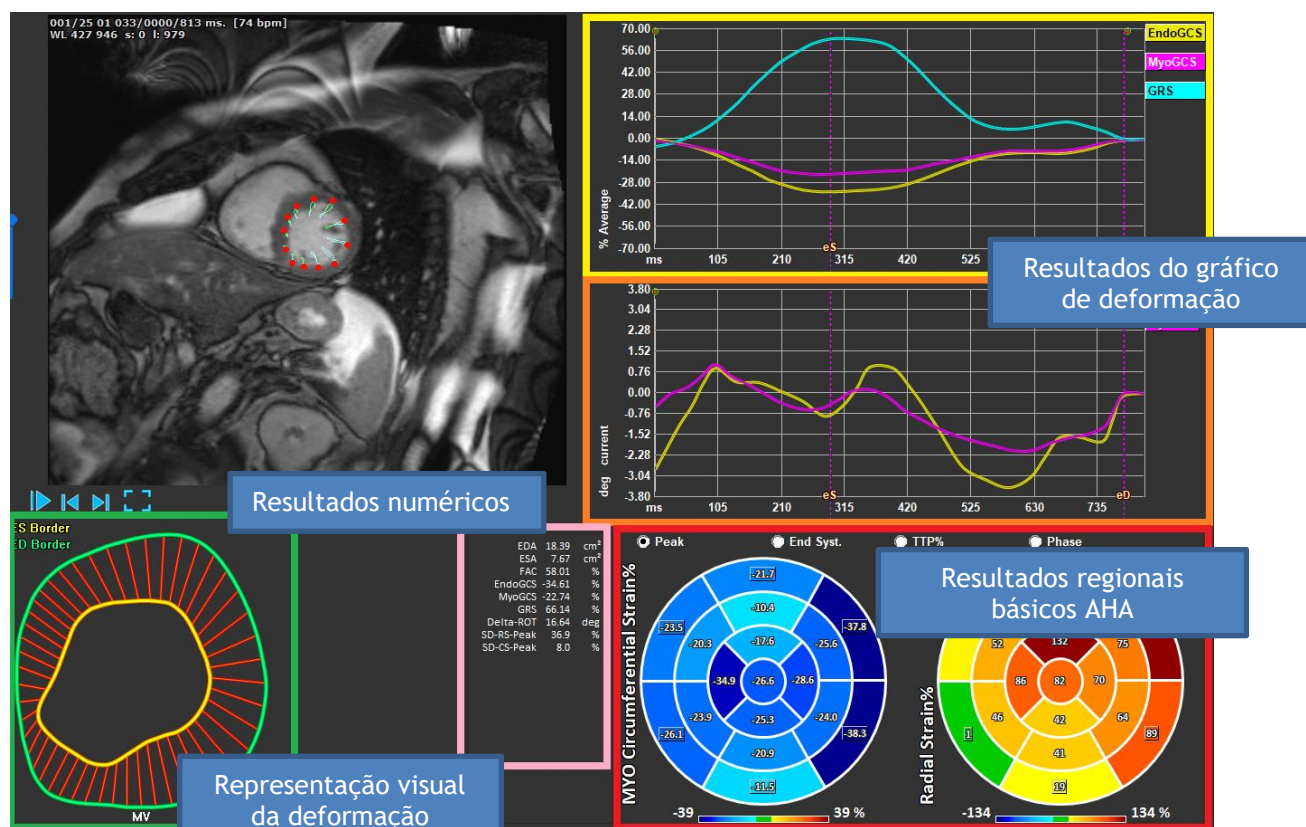 001/25 01 033/0000/813 ms. [74 bpm]
WL 427 946 s: 0 l: 979
70.00
56.00
42.00
28.00
14.00
0.00
-14.00
-28.00
-42.00
-56.00
-70.00
% Average
ms 105 210 315 420 525
eS
EndoGCS
MyoGCS
GRS
Resultados do gráfico
de deformação
3.80
3.04
2.28
1.52
0.76
0.00
-0.76
-1.52
-2.28
-3.04
-3.80
deg current
ms 105 210 315 420 525 630 735
eS eD
Resultados numéricos
ES Border
ED Border
MV
Representação visual
da deformação
EDA 18.39 cm²
ESA 7.67 cm²
FAC 58.01 %
EndoGCS -34.61 %
MyoGCS -22.74 %
GRS 66.14 %
Delta-ROT 16.64 deg
SD-RS-Peak 36.9 %
SD-CS-Peak 8.0 %
Peak End Syst. TTP% Phase
Resultados regionais
básicos AHA
MYO Circumferential Strain%
-21.7
-10.4
-23.5 -37.8
-20.3 -17.6 -25.6
-34.9 -26.6 -28.6
-23.9 -25.3 -24.0
-26.1 -38.3
-20.9
-11.5
-39 39 %
Radial Strain%
52 132 75
86 82 70
46 42 64
1 89
41
19
-134 134 %